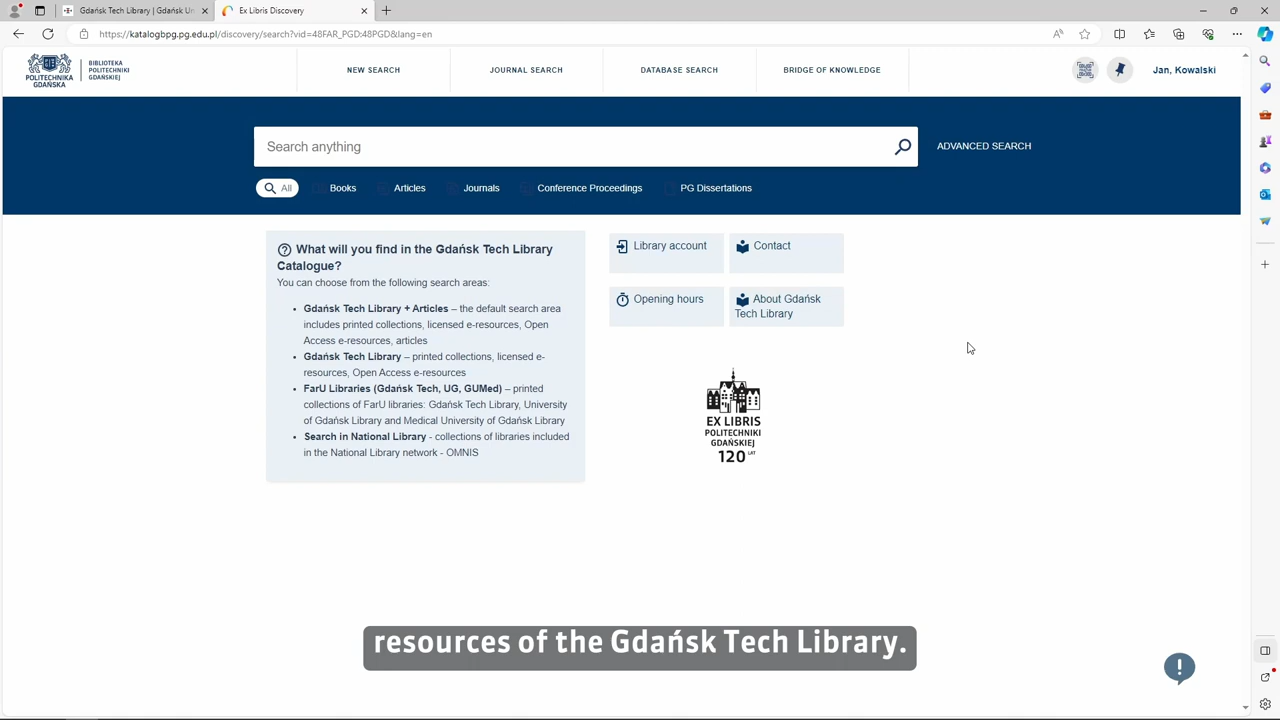 Gdańsk Tech Library | Gdańsk Un
Ex Libris Discovery
https://katalogbpg.pg.edu.pl/discovery/search?vid=48FAR_PGD:48PGD&lang=en
POLITECHNIKA
GDAŃSKA
BIBLIOTEKA
POLITECHNIKI
GDAŃSKIEJ
NEW SEARCH
JOURNAL SEARCH
DATABASE SEARCH
BRIDGE OF KNOWLEDGE
Jan, Kowalski
Search anything
ADVANCED SEARCH
All
Books
Articles
Journals
Conference Proceedings
PG Dissertations
What will you find in the Gdańsk Tech Library
Catalogue?
You can choose from the following search areas:
• Gdańsk Tech Library + Articles – the default search area
includes printed collections, licensed e-resources, Open
Access e-resources, articles
• Gdańsk Tech Library – printed collections, licensed e-
resources, Open Access e-resources
• FarU Libraries (Gdańsk Tech, UG, GUMed) – printed
collections of FarU libraries: Gdańsk Tech Library, University
of Gdańsk Library and Medical University of Gdańsk Library
• Search in National Library - collections of libraries included
in the National Library network - OMNIS
Library account
Contact
Opening hours
About Gdańsk
Tech Library
EX LIBRIS
POLITECHNIKI
GDAŃSKIEJ
120 LAT
resources of the Gdańsk Tech Library.